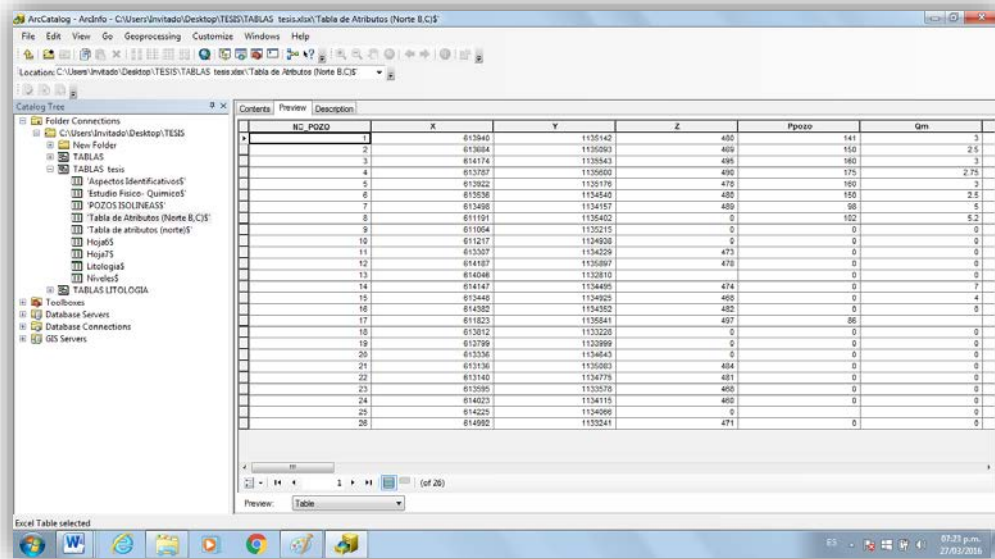 ArcCatalog - ArcInfo - C:\Users\Invitado\Desktop\TESIS\TABLAS tesis.xlsx\'Tabla de Atributos (Norte B,C)$'
File Edit View Go Geoprocessing Customize Windows Help
Location: C:\Users\Invitado\Desktop\TESIS\TABLAS tesis.xlsx\'Tabla de Atributos (Norte B,C)$'
Catalog Tree
Contents Preview Description
Folder Connections
C:\Users\Invitado\Desktop\TESIS
New Folder
TABLAS
TABLAS tesis
'Aspectos Identificativos$'
'Estudio Fisico- Quimico$'
'POZOS ISOLINEAS$'
'Tabla de Atributos (Norte B,C)$'
'Tabla de atributos (norte)$'
Hoja6$
Hoja7$
Litologia$
Niveles$
TABLAS LITOLOGIA
Toolboxes
Database Servers
Database Connections
GIS Servers
NO_POZO X Y Z Ppozo Qm
1 613940 1135142 480 141 3
2 613684 1135093 469 150 2.5
3 614174 1135543 495 160 3
4 613787 1135600 490 175 2.75
5 613922 1135176 478 160 3
6 613536 1134540 480 150 2.5
7 613498 1134157 489 98 5
8 611191 1135402 0 102 5.2
9 611064 1135215 0 0 0
10 611217 1134938 0 0 0
11 613307 1134229 473 0 0
12 614187 1135897 478 0 0
13 614046 1132810 0 0
14 614147 1134495 474 0 7
15 613448 1134925 468 0 4
16 614382 1134352 482 0 0
17 611823 1135841 497 86
18 613812 1133228 0 0 0
19 613799 1133999 0 0 0
20 613336 1134643 0 0 0
21 613136 1135083 484 0 0
22 613140 1134775 481 0 0
23 613595 1133578 468 0 0
24 614023 1134115 460 0 0
25 614225 1134066 0 0
26 614992 1133241 471 0 0
1 (of 26)
Preview: Table
Excel Table selected
ES 07:23 p.m.
27/03/2016